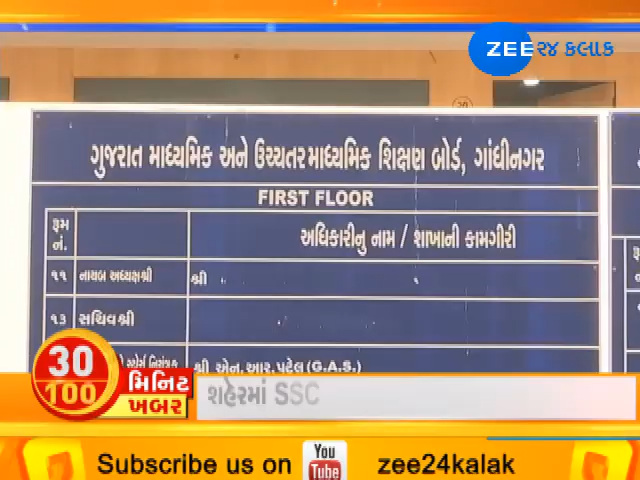 ZEE ૨૪ કલાક
20
ગુજરાત માધ્યમિક અને ઉચ્ચતર માધ્યમિક શિક્ષણ બોર્ડ, ગાંધીનગર
FIRST FLOOR
રૂમ નં.
અધિકારીનુ નામ / શાખાની કામગીરી
૧૧ નાયબ અધ્યક્ષશ્રી શ્રી
૧૩ સચિવશ્રી
શ્રી એન. આર. પટેલ (G.A.S.)
30
100
મિનિટ
ખબર
શહેરમાં SSC
Subscribe us on You Tube zee24kalak